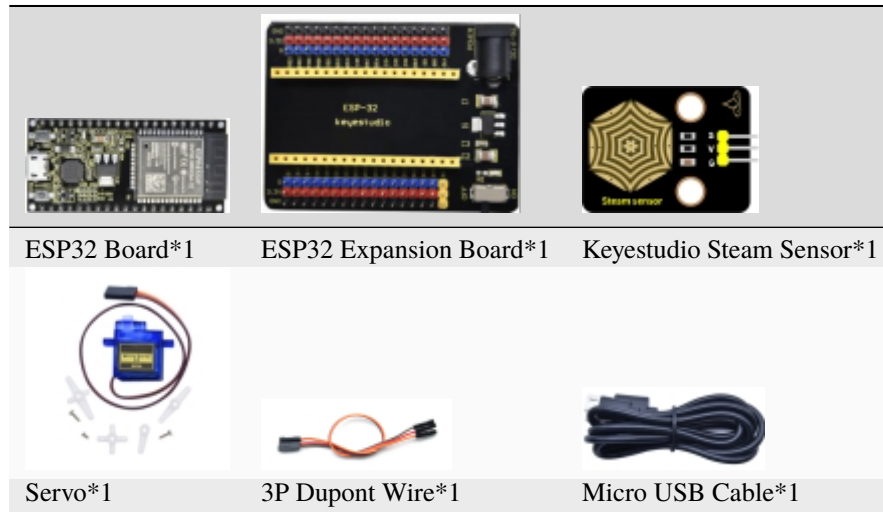 ESP-32
keyestudio
Steam sensor
ESP32 Board*1
ESP32 Expansion Board*1
Keyestudio Steam Sensor*1
Servo*1
3P Dupont Wire*1
Micro USB Cable*1